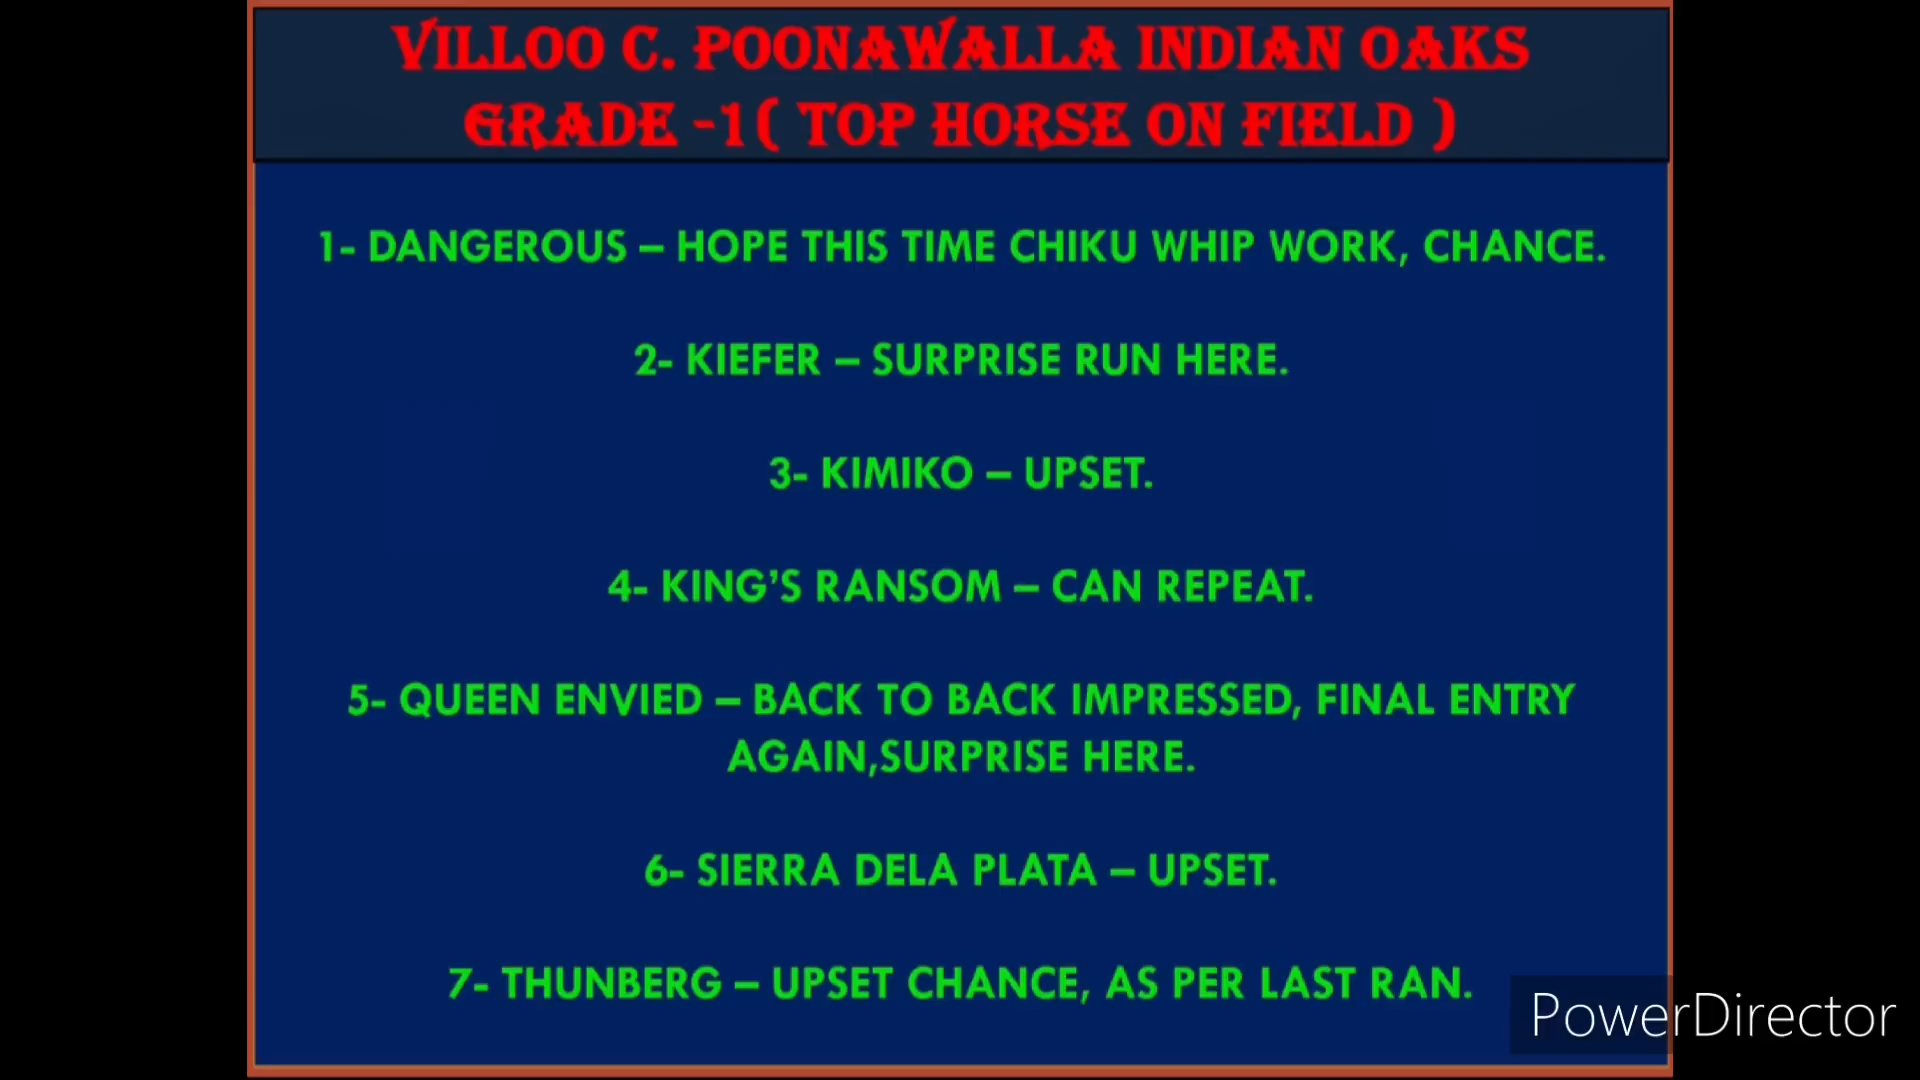 VILLOO C. POONAWALLA INDIAN OAKS
GRADE -1( TOP HORSE ON FIELD )
1- DANGEROUS – HOPE THIS TIME CHIKU WHIP WORK, CHANCE.
2- KIEFER – SURPRISE RUN HERE.
3- KIMIKO – UPSET.
4- KING’S RANSOM – CAN REPEAT.
5- QUEEN ENVIED – BACK TO BACK IMPRESSED, FINAL ENTRY
AGAIN,SURPRISE HERE.
6- SIERRA DELA PLATA – UPSET.
7- THUNBERG – UPSET CHANCE, AS PER LAST RAN.
PowerDirector